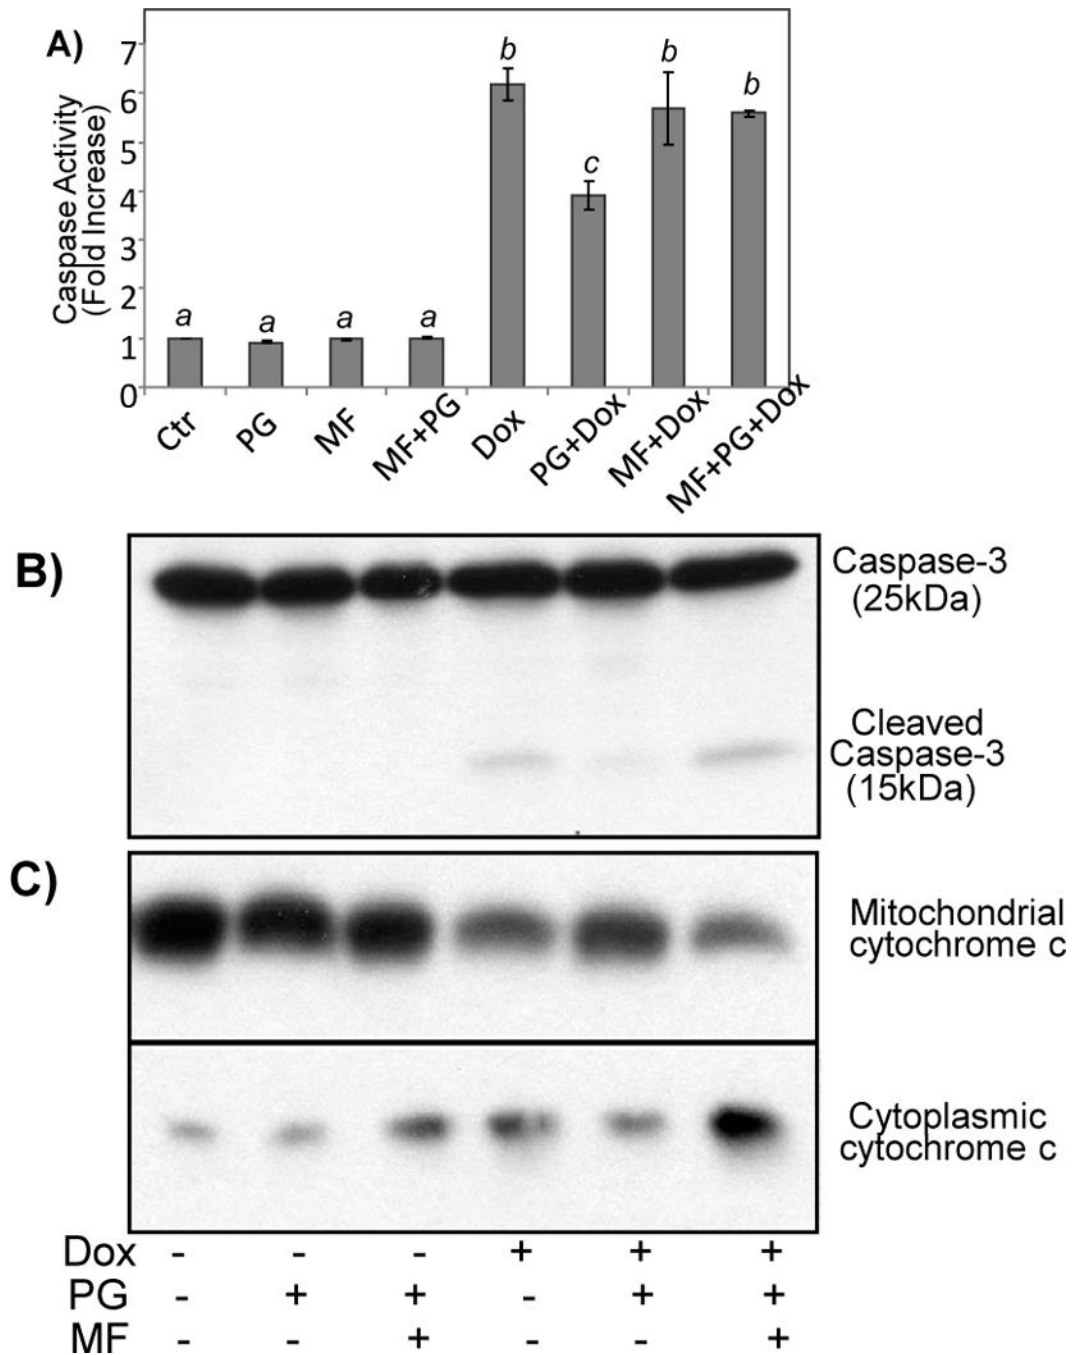 A)
Caspase Activity
(Fold Increase)
7
6
5
4
3
2
1
0
a
a
a
a
b
c
b
b
Ctr
PG
MF
MF+PG
Dox
PG+Dox
MF+Dox
MF+PG+Dox
B)
Caspase-3
(25kDa)
Cleaved
Caspase-3
(15kDa)
C)
Mitochondrial
cytochrome c
Cytoplasmic
cytochrome c
Dox - - - + + +
PG - + + - + +
MF - - + - - +